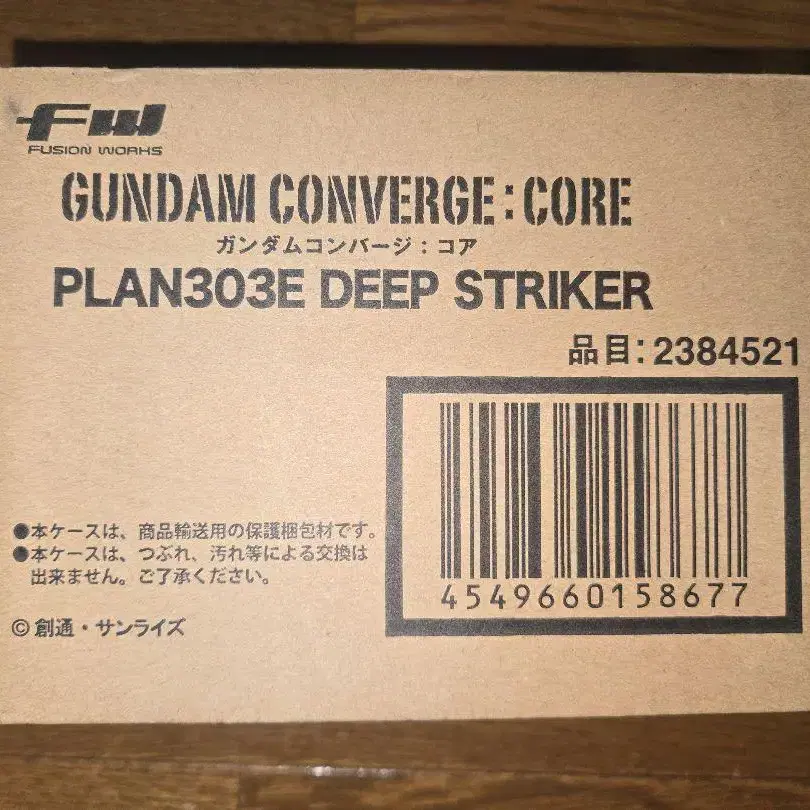 FW
FUSION WORKS
GUNDAM CONVERGE:CORE
ガンダムコンバージ:コア
PLAN303E DEEP STRIKER
品目:2384521
4549660158677
●本ケースは、商品輸送用の保護梱包材です。
●本ケースは、つぶれ、汚れ等による交換は
出来ません。ご了承ください。
©創通・サンライズ